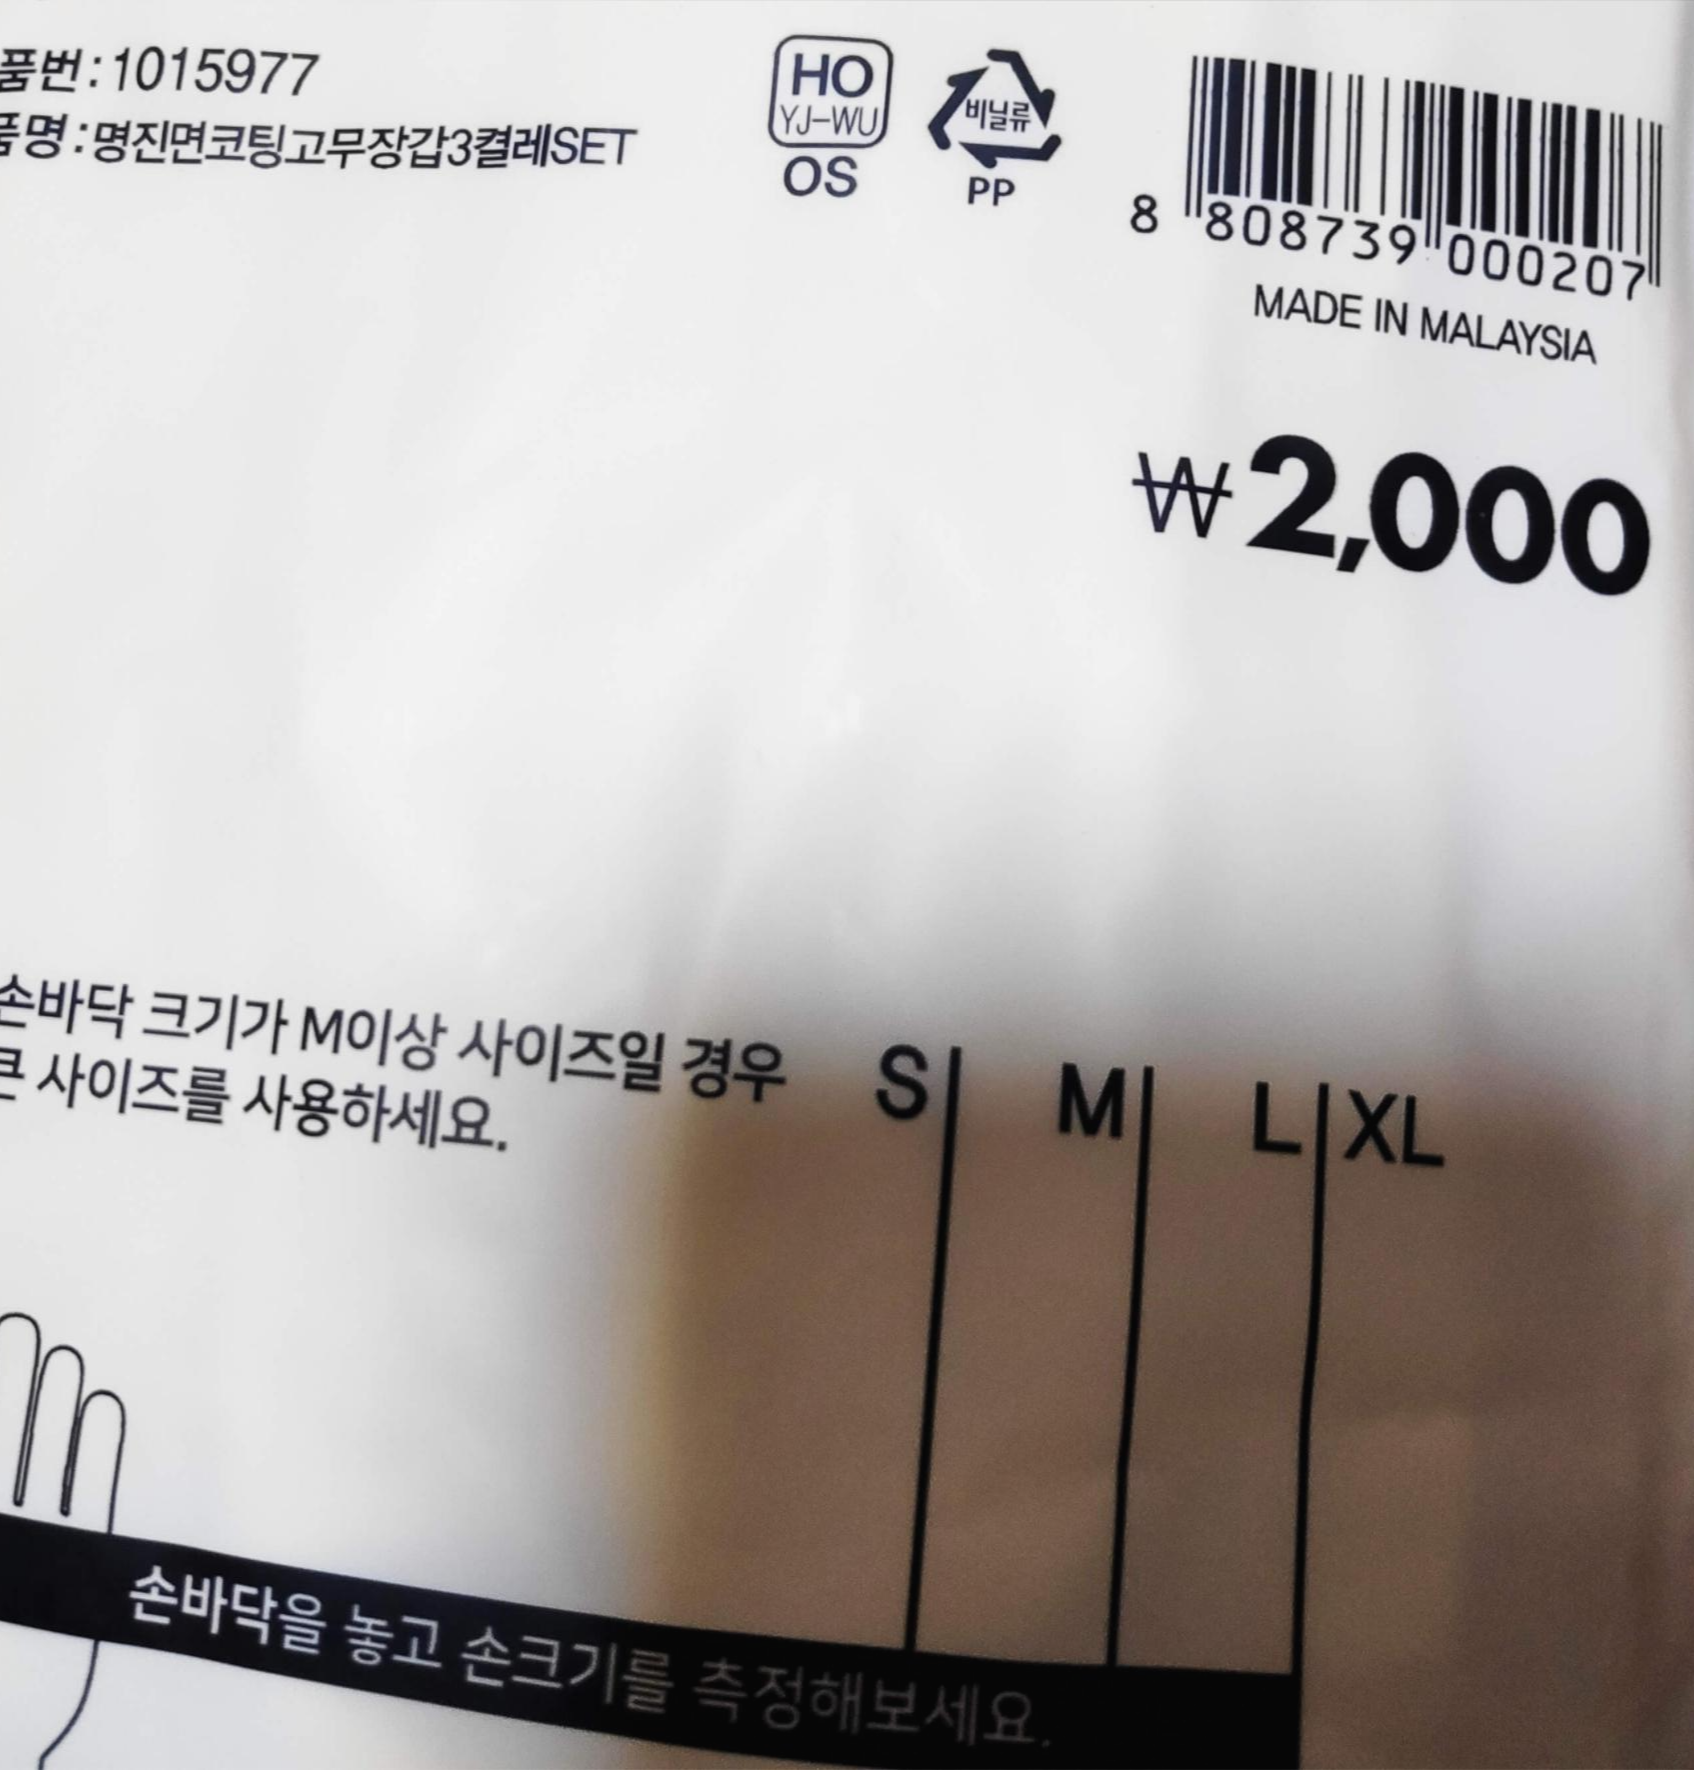 품번:1015977
품명:명진면코팅고무장갑3켤레SET
HO
YJ-WU
OS
비닐류
PP
8 808739 000207
MADE IN MALAYSIA
₩2,000
손바닥 크기가 M이상 사이즈일 경우
큰 사이즈를 사용하세요.
S M L XL
손바닥을 놓고 손크기를 측정해보세요.